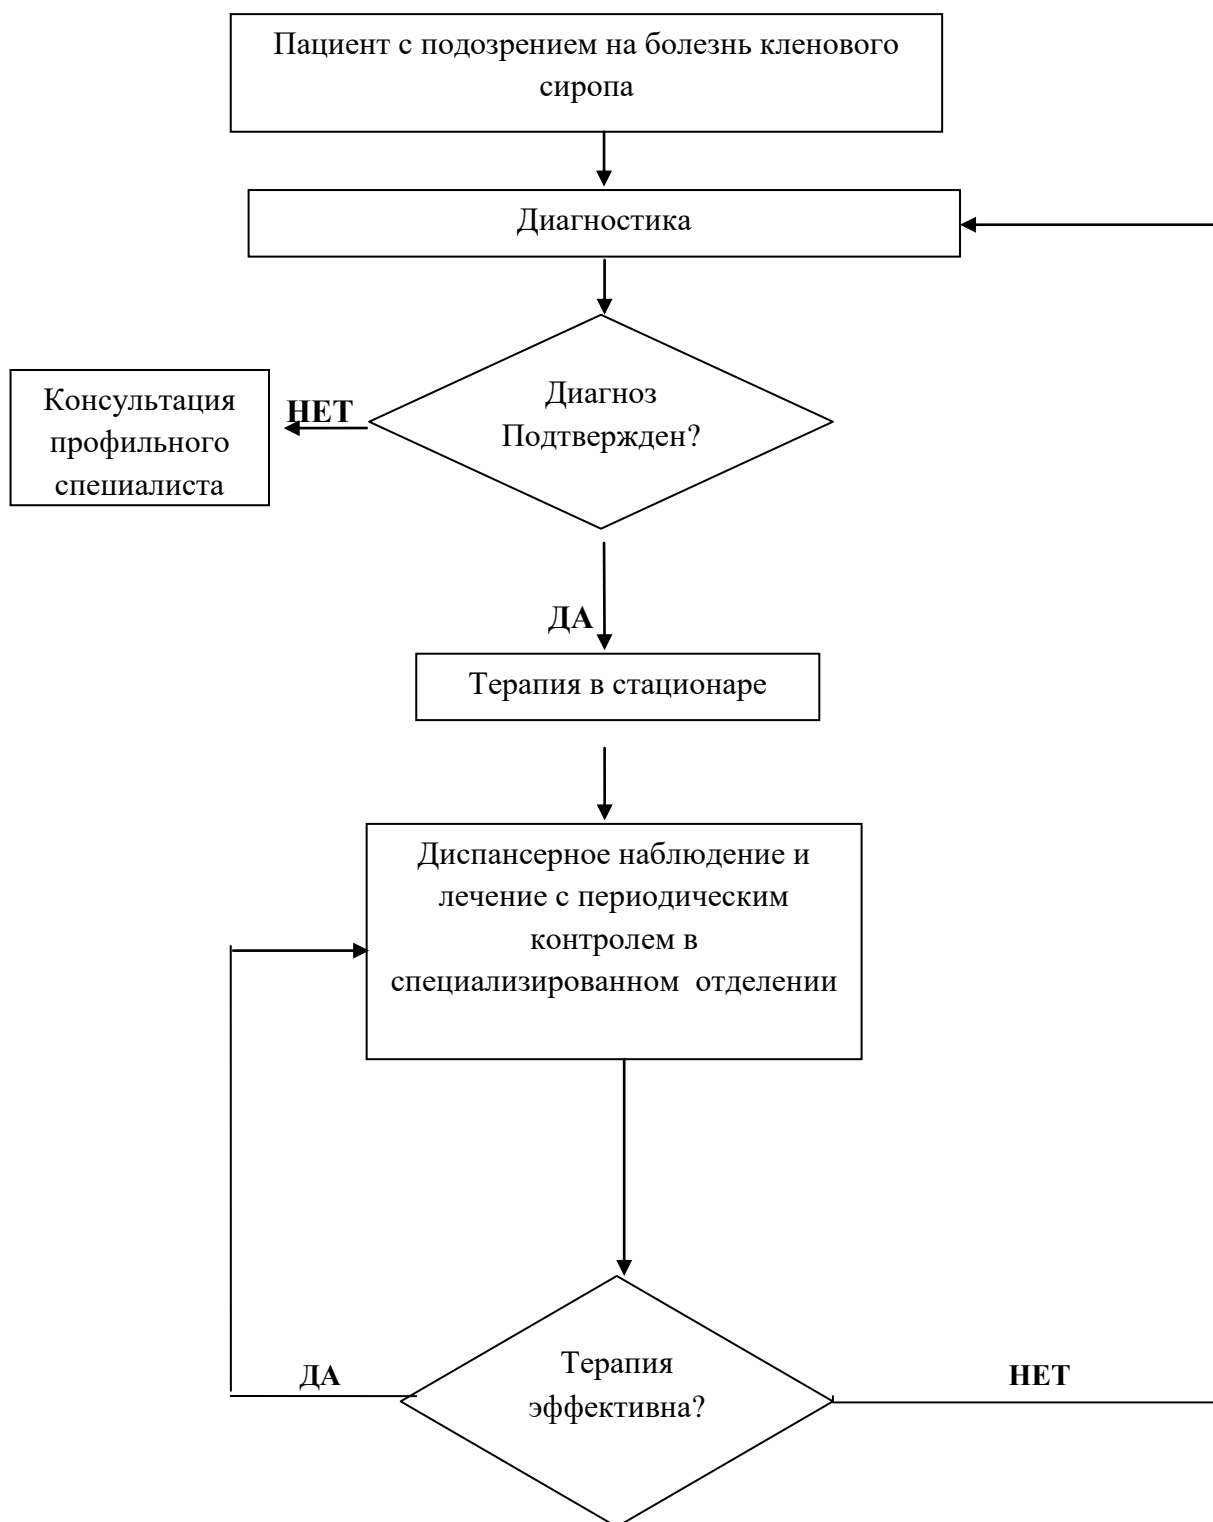 Пациент с подозрением на болезнь кленового
сиропа
Диагностика
Диагноз
Подтвержден?
НЕТ
Консультация
профильного
специалиста
ДА
Терапия в стационаре
Диспансерное наблюдение и
лечение с периодическим
контролем в
специализированном отделении
Терапия
эффективна?
ДА
НЕТ